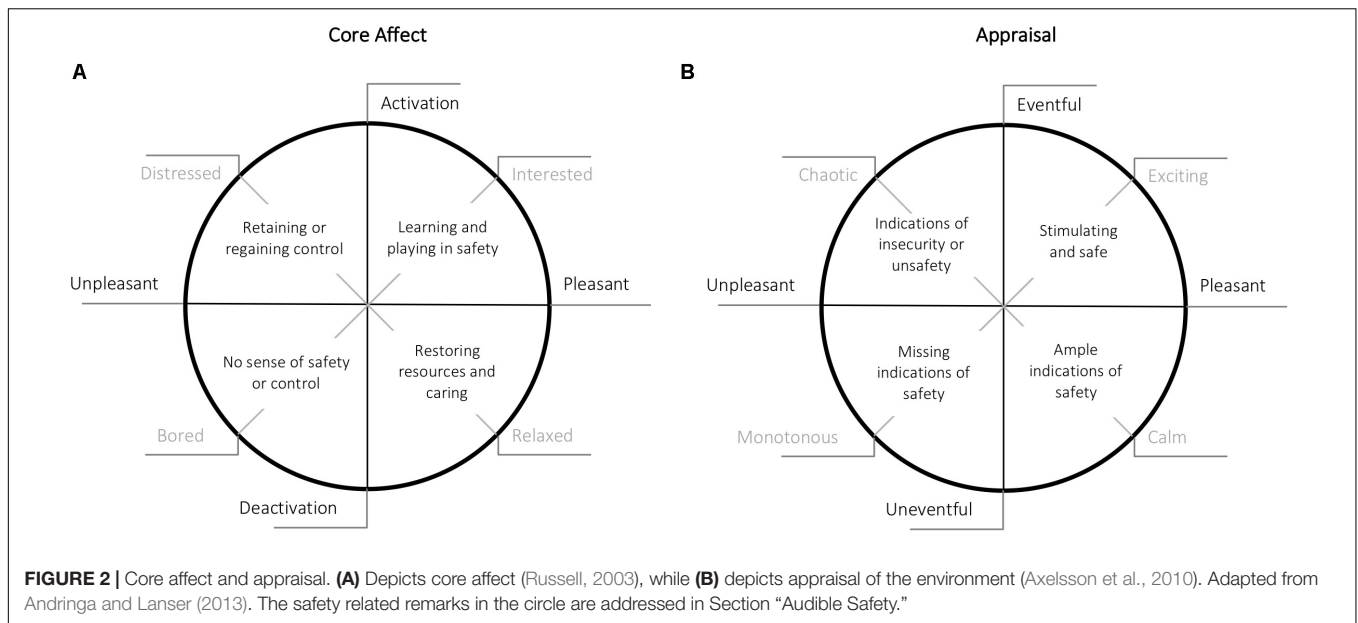 Core Affect
A
Activation
Distressed
Interested
Retaining or
regaining control
Learning and
playing in safety
Unpleasant
Pleasant
No sense of safety
or control
Restoring
resources and
caring
Bored
Relaxed
Deactivation
Appraisal
B
Eventful
Chaotic
Exciting
Indications of
insecurity or
unsafety
Stimulating
and safe
Unpleasant
Pleasant
Missing
indications of
safety
Ample
indications of
safety
Monotonous
Calm
Uneventful
FIGURE 2 | Core affect and appraisal. (A) Depicts core affect (Russell, 2003), while (B) depicts appraisal of the environment (Axelsson et al., 2010). Adapted from
Andringa and Lanser (2013). The safety related remarks in the circle are addressed in Section “Audible Safety.”